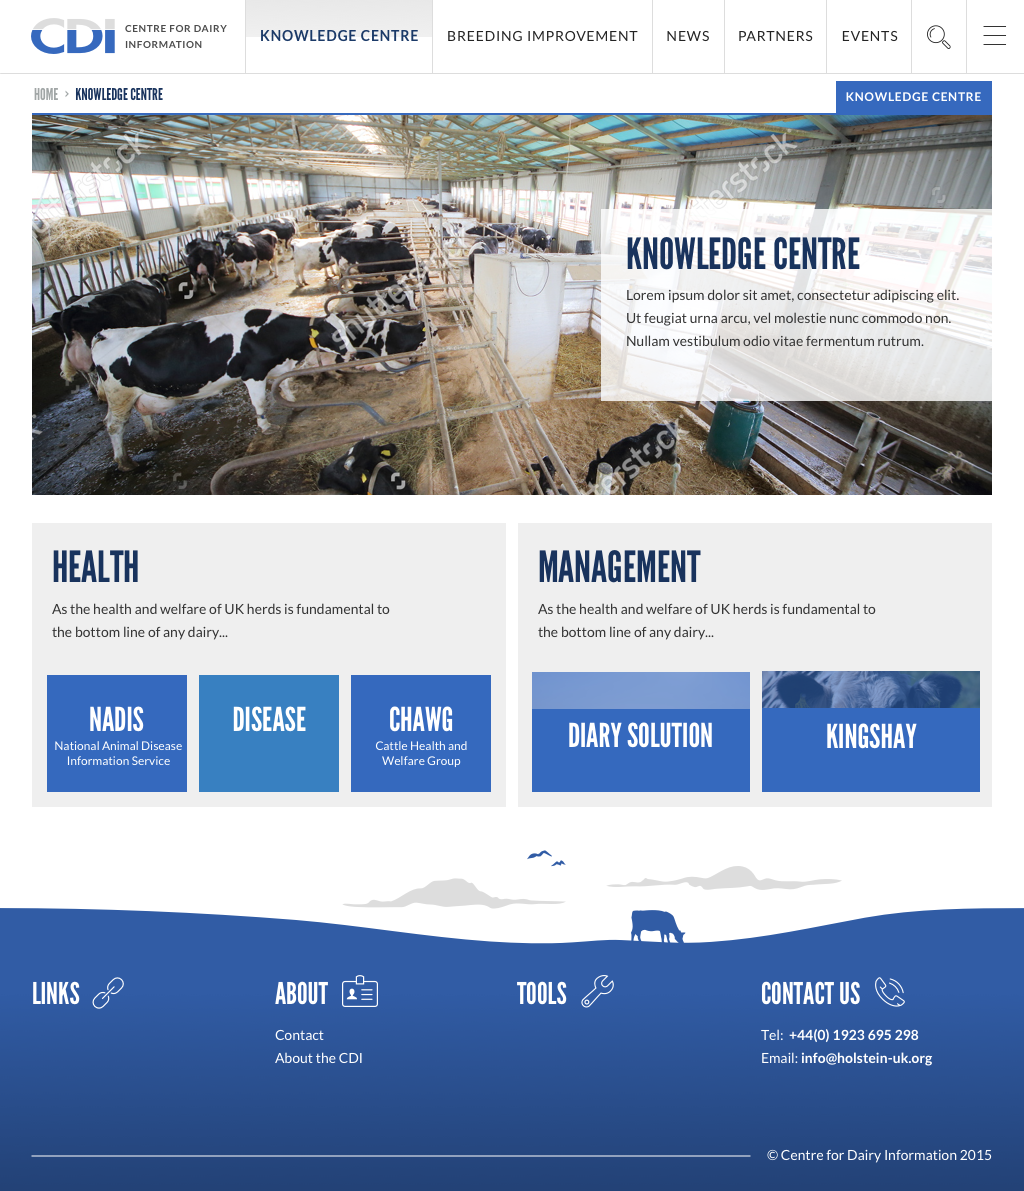 CDI
CENTRE FOR DAIRY
INFORMATION
KNOWLEDGE CENTRE
BREEDING IMPROVEMENT
NEWS
PARTNERS
EVENTS
HOME › KNOWLEDGE CENTRE
KNOWLEDGE CENTRE
KNOWLEDGE CENTRE
Lorem ipsum dolor sit amet, consectetur adipiscing elit.
Ut feugiat urna arcu, vel molestie nunc commodo non.
Nullam vestibulum odio vitae fermentum rutrum.
HEALTH
As the health and welfare of UK herds is fundamental to
the bottom line of any dairy...
NADIS
National Animal Disease
Information Service
DISEASE
CHAWG
Cattle Health and
Welfare Group
MANAGEMENT
As the health and welfare of UK herds is fundamental to
the bottom line of any dairy...
DIARY SOLUTION
KINGSHAY
LINKS
ABOUT
Contact
About the CDI
TOOLS
CONTACT US
Tel: +44(0) 1923 695 298
Email: info@holstein-uk.org
© Centre for Dairy Information 2015